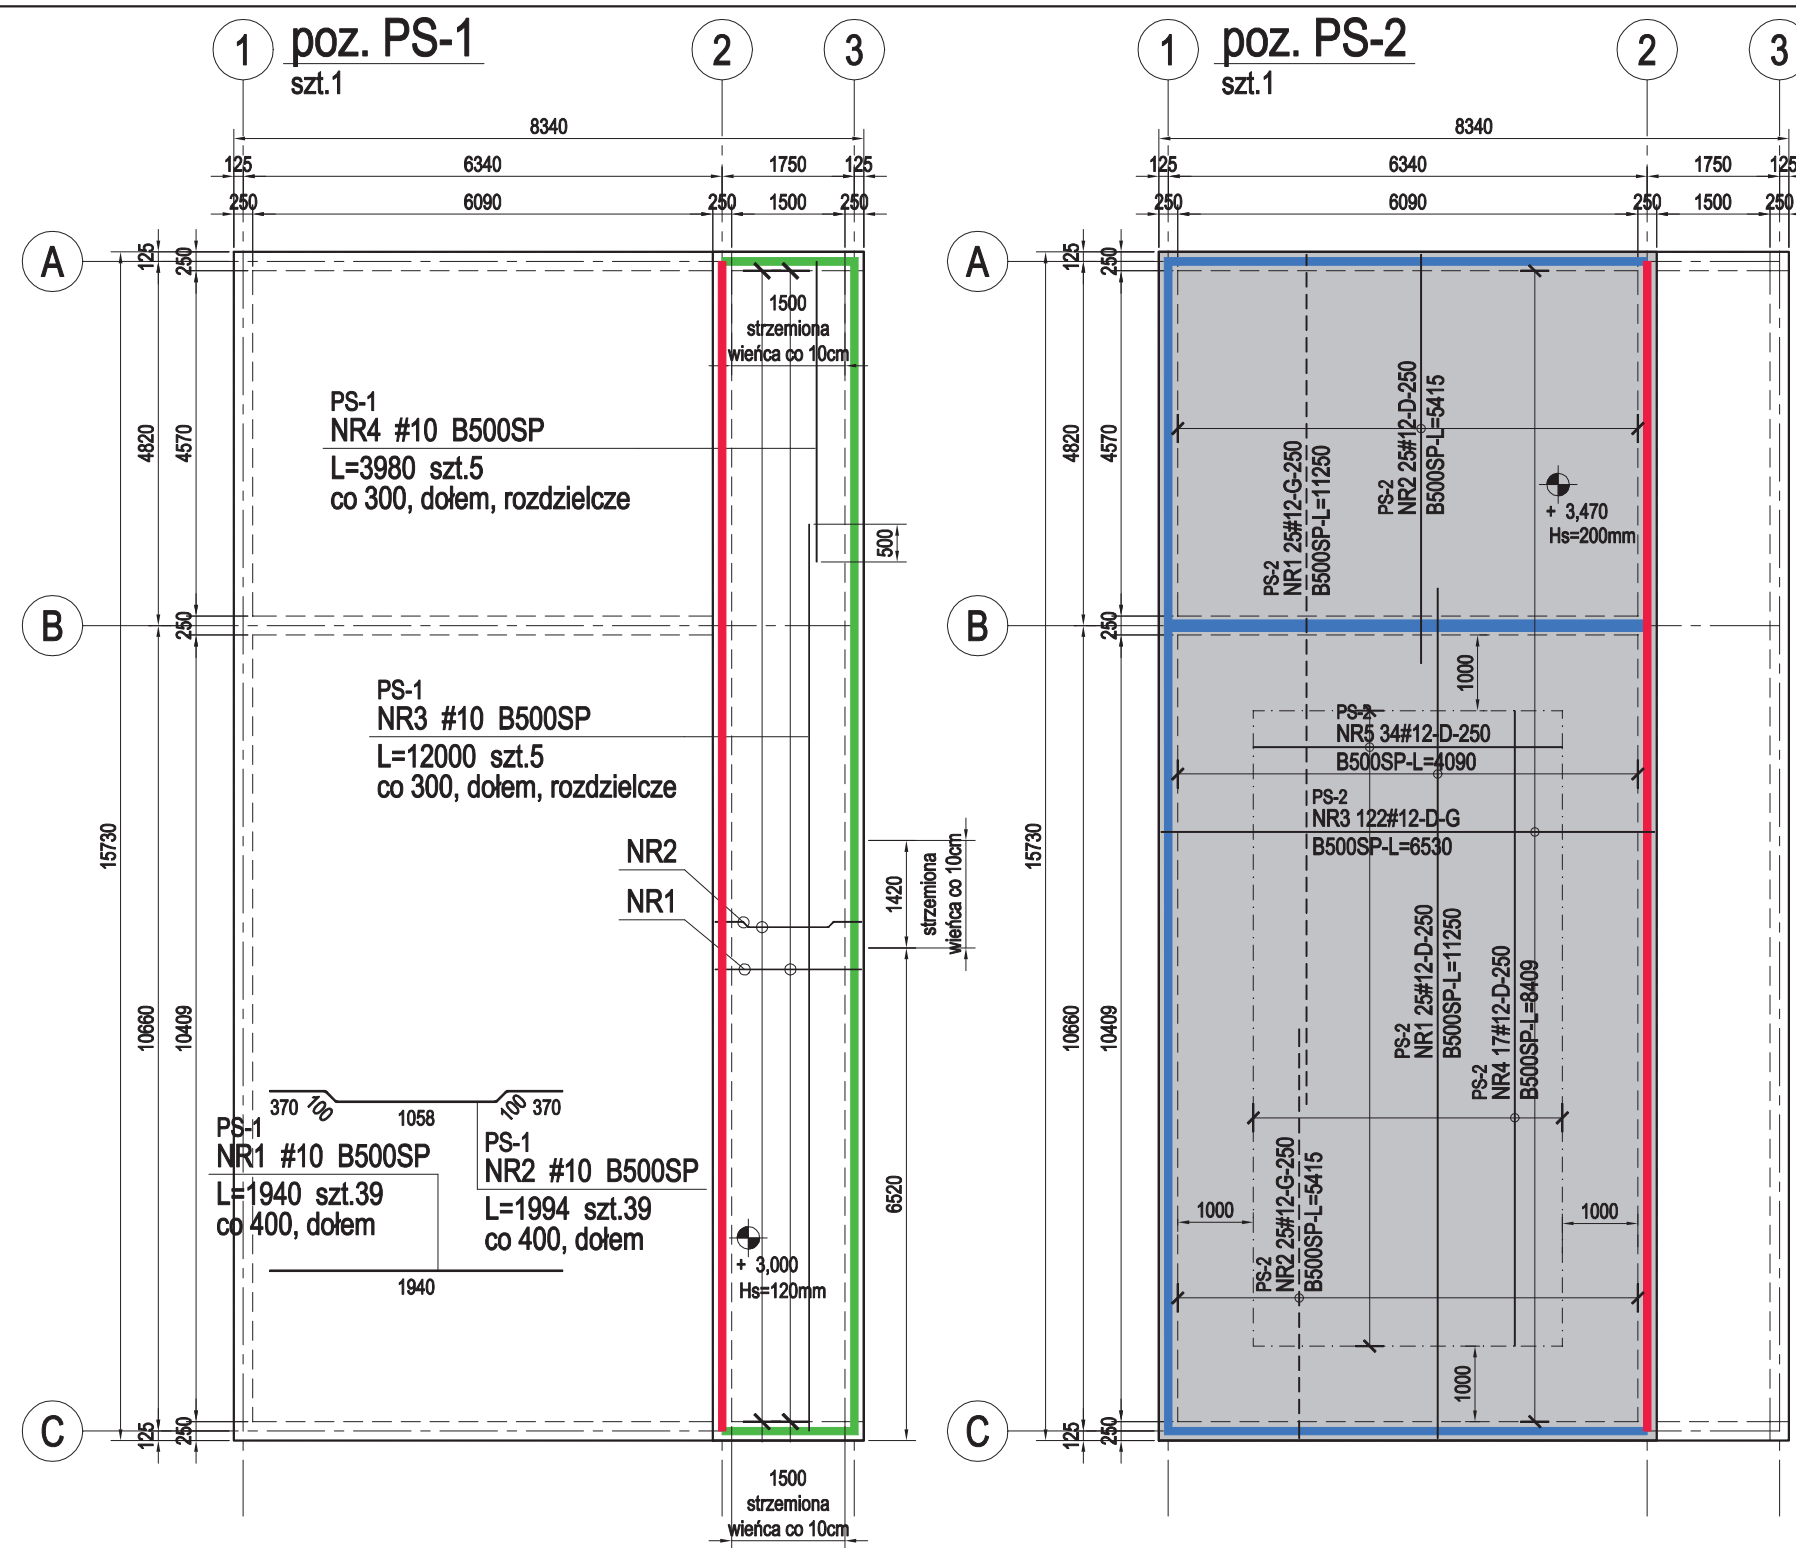 1
poz. PS-1
szt.1
2
3
8340
125
6340
1750
125
250
6090
250
1500
250
A
B
C
125
250
4820
4570
250
15730
10660
10409
125
250
1500
strzemiona
wieńca co 10cm
PS-1
NR4 #10 B500SP
L=3980 szt.5
co 300, dołem, rozdzielcze
500
PS-1
NR3 #10 B500SP
L=12000 szt.5
co 300, dołem, rozdzielcze
NR2
NR1
1420
strzemiona
wieńca co 10cm
6520
370
100
1058
100
370
PS-1
NR1 #10 B500SP
L=1940 szt.39
co 400, dołem
PS-1
NR2 #10 B500SP
L=1994 szt.39
co 400, dołem
1940
+ 3,000
Hs=120mm
1500
strzemiona
wieńca co 10cm
1
poz. PS-2
szt.1
2
3
8340
125
6340
1750
125
250
6090
250
1500
250
A
B
C
125
250
4820
4570
250
15730
10660
10409
125
250
PS-2
NR1 25#12-G-250
B500SP-L=11250
PS-2
NR2 25#12-D-250
B500SP-L=5415
+ 3,470
Hs=200mm
1000
PS-2
NR5 34#12-D-250
B500SP-L=4090
PS-2
NR3 122#12-D-G
B500SP-L=6530
PS-2
NR1 25#12-D-250
B500SP-L=11250
PS-2
NR4 17#12-D-250
B500SP-L=8409
PS-2
NR2 25#12-G-250
B500SP-L=5415
1000
1000
1000